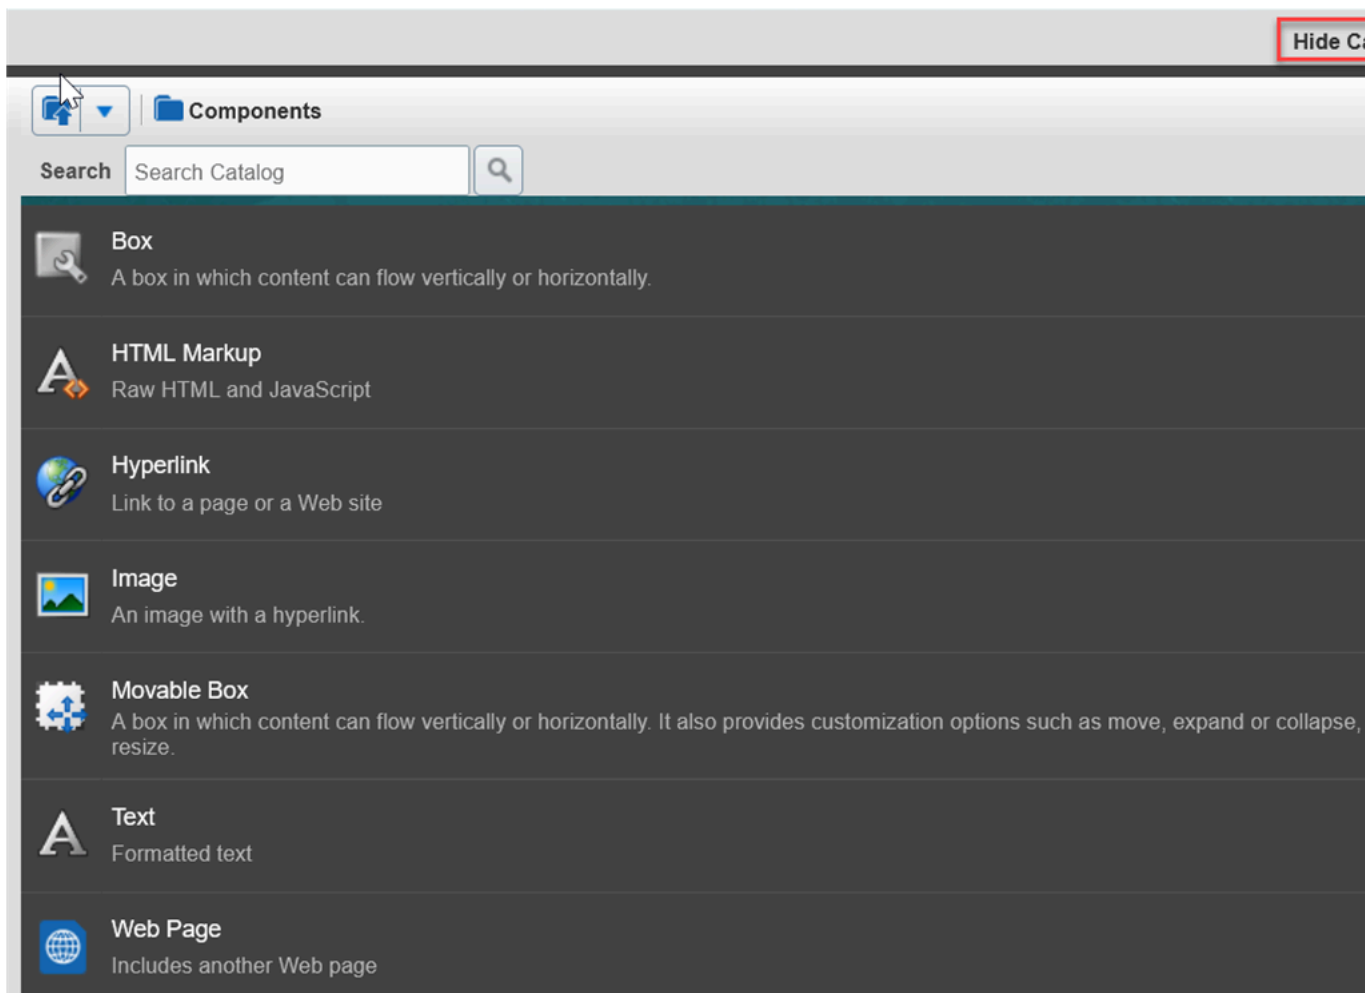 Hide Ca
Components
Search
Search Catalog
Box
A box in which content can flow vertically or horizontally.
HTML Markup
Raw HTML and JavaScript
Hyperlink
Link to a page or a Web site
Image
An image with a hyperlink.
Movable Box
A box in which content can flow vertically or horizontally. It also provides customization options such as move, expand or collapse,
resize.
Text
Formatted text
Web Page
Includes another Web page